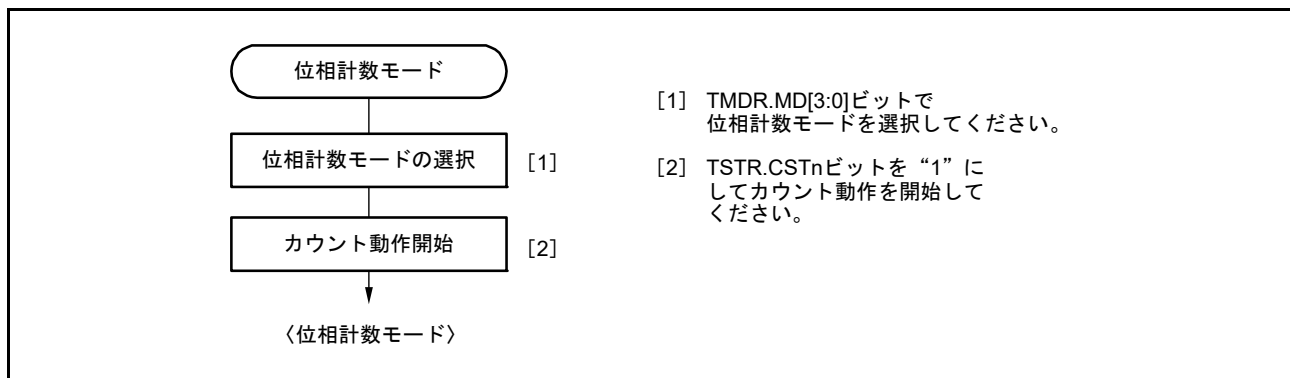 位相計数モード
位相計数モードの選択 [1]
カウント動作開始 [2]
〈位相計数モード〉
[1] TMDR.MD[3:0]ビットで
位相計数モードを選択してください。
[2] TSTR.CSTnビットを“1”に
してカウント動作を開始して
ください。